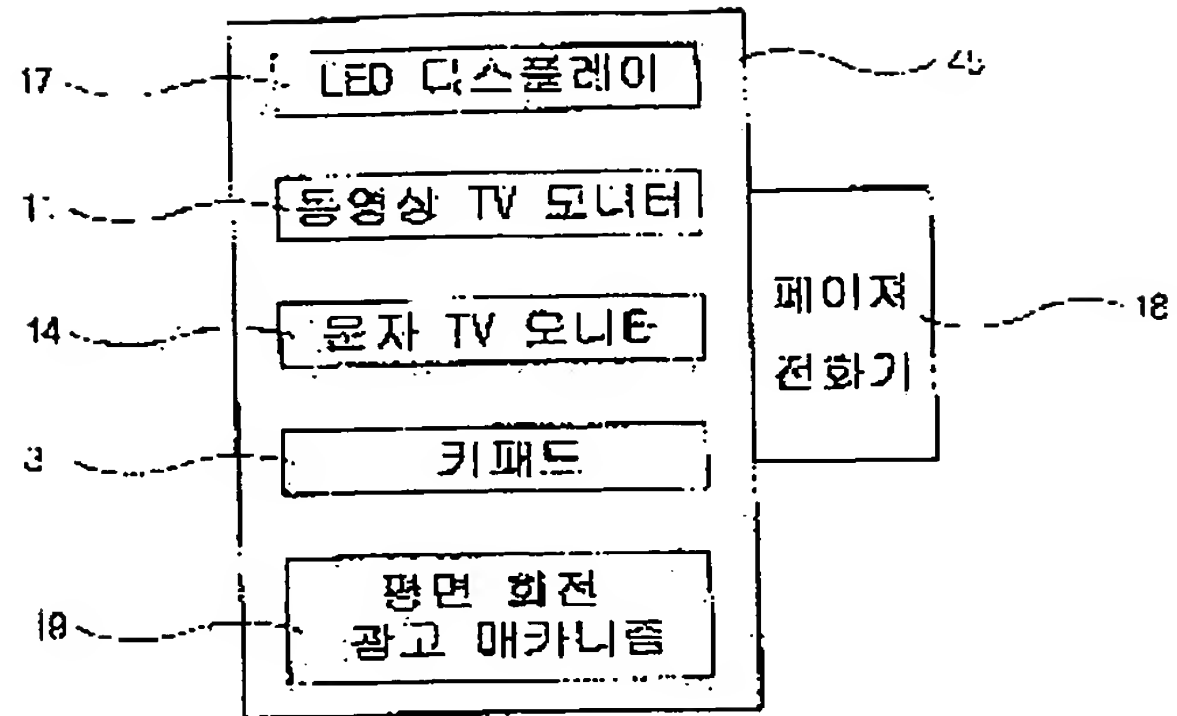 17
LED 디스플레이
동영상 TV 모니터
14
문자 TV 모니터
페이져
전화기
18
키패드
19
평면 회전
광고 매카니즘